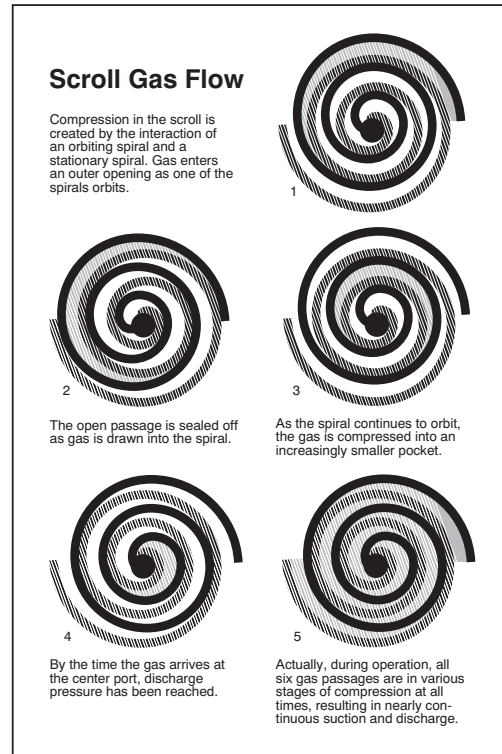 Scroll Gas Flow
Compression in the scroll is
created by the interaction of
an orbiting spiral and a
stationary spiral. Gas enters
an outer opening as one of the
spirals orbits.
1
2
The open passage is sealed off
as gas is drawn into the spiral.
3
As the spiral continues to orbit,
the gas is compressed into an
increasingly smaller pocket.
4
By the time the gas arrives at
the center port, discharge
pressure has been reached.
5
Actually, during operation, all
six gas passages are in various
stages of compression at all
times, resulting in nearly con-
tinuous suction and discharge.